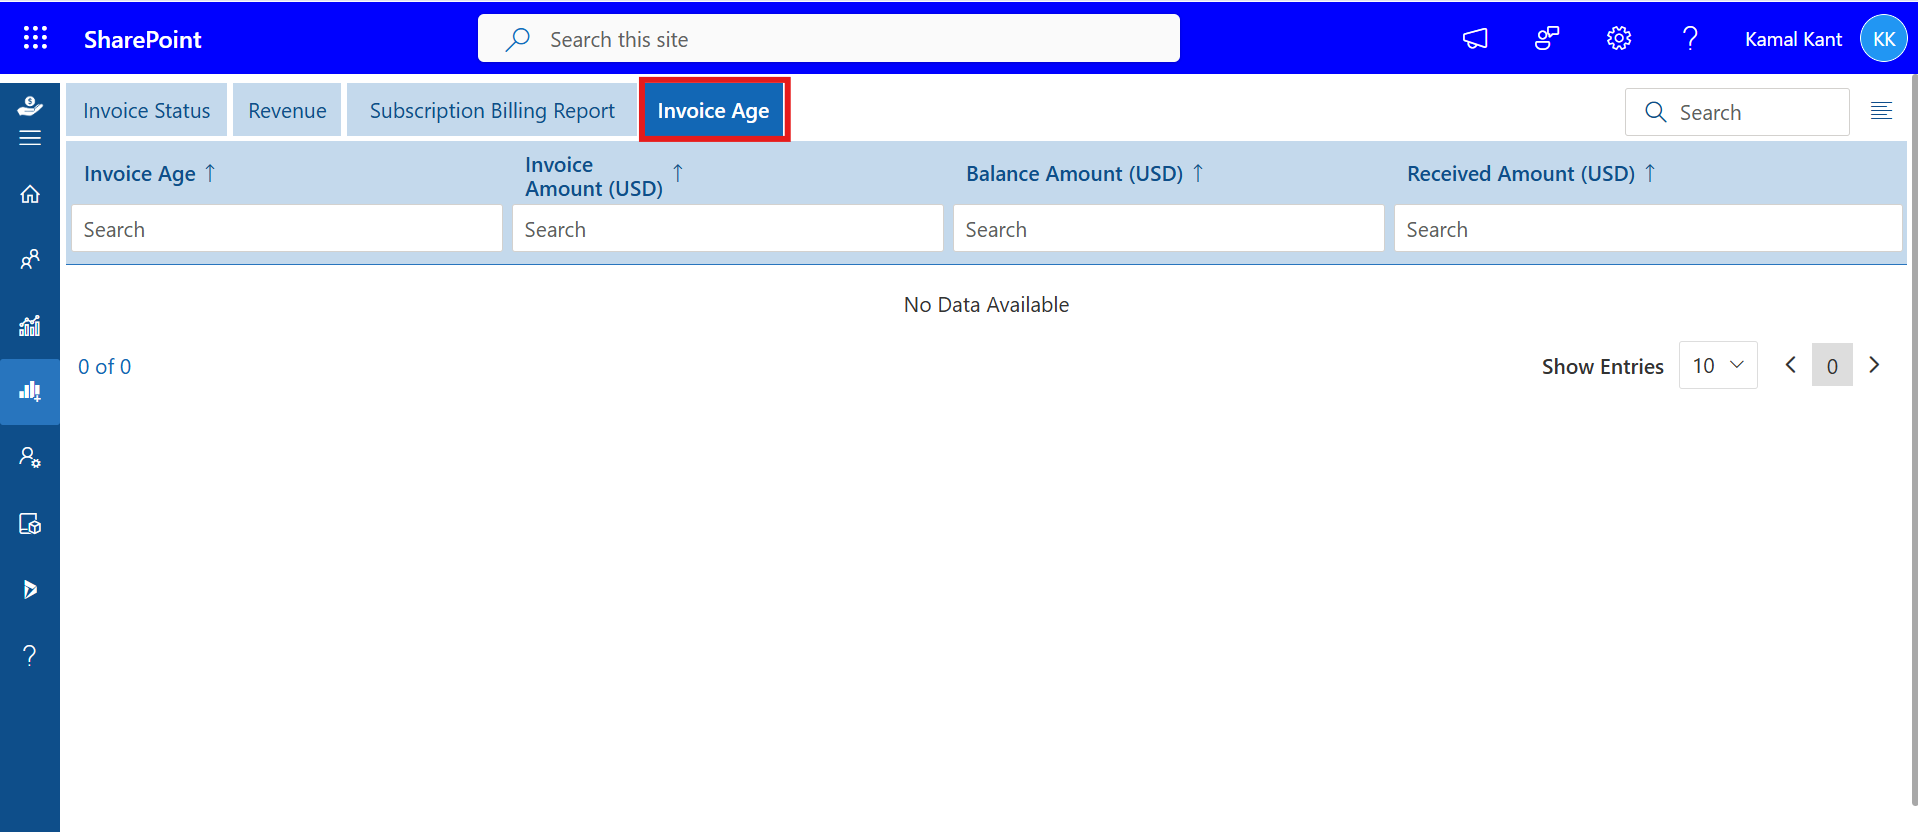 SharePoint
Search this site
Kamal Kant
KK
Invoice Status
Revenue
Subscription Billing Report
Invoice Age
Search
Invoice Age ↑
Invoice
Amount (USD) ↑
Balance Amount (USD) ↑
Received Amount (USD) ↑
Search
Search
Search
Search
No Data Available
0 of 0
Show Entries
10
0